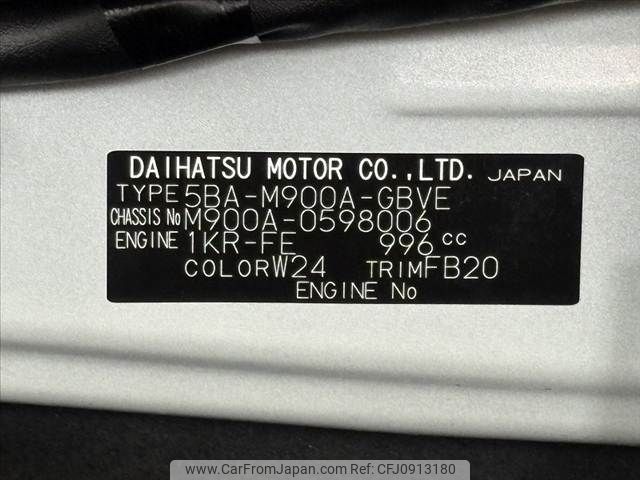 DAIHATSU MOTOR CO.,LTD. JAPAN
TYPE 5BA-M900A-GBVE
CHASSIS No M900A-0598006
ENGINE 1KR-FE 996 cc
COLOR W24 TRIM FB20
ENGINE No
www.CarFromJapan.com | CarFromJapan | CFJ0913180